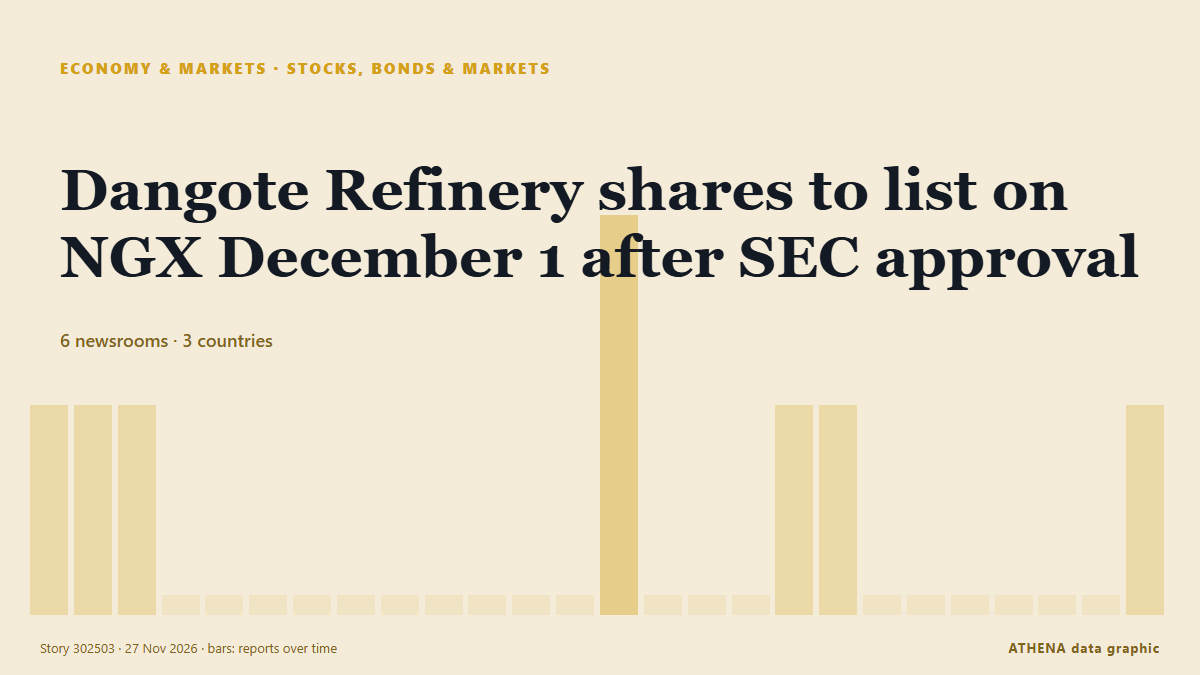 ECONOMY & MARKETS · STOCKS, BONDS & MARKETS
Dangote Refinery shares to list on
NGX December 1 after SEC approval
6 newsrooms · 3 countries
Story 302503 · 27 Nov 2026 · bars: reports over time
ATHENA data graphic